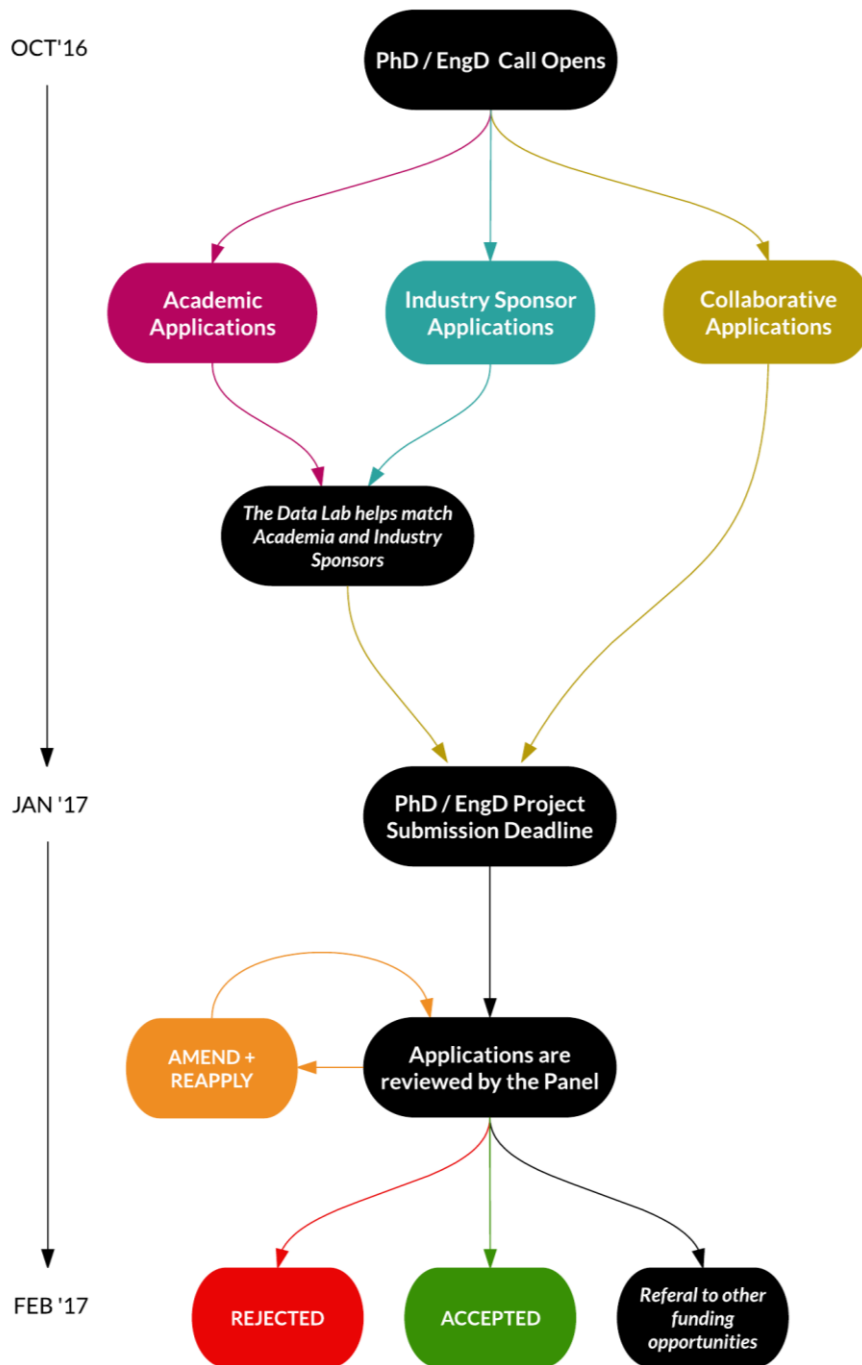 OCT'16
PhD / EngD Call Opens
Academic
Applications
Industry Sponsor
Applications
Collaborative
Applications
The Data Lab helps match
Academia and Industry
Sponsors
JAN '17
PhD / EngD Project
Submission Deadline
AMEND +
REAPPLY
Applications are
reviewed by the Panel
FEB '17
REJECTED
ACCEPTED
Referal to other
funding
opportunities